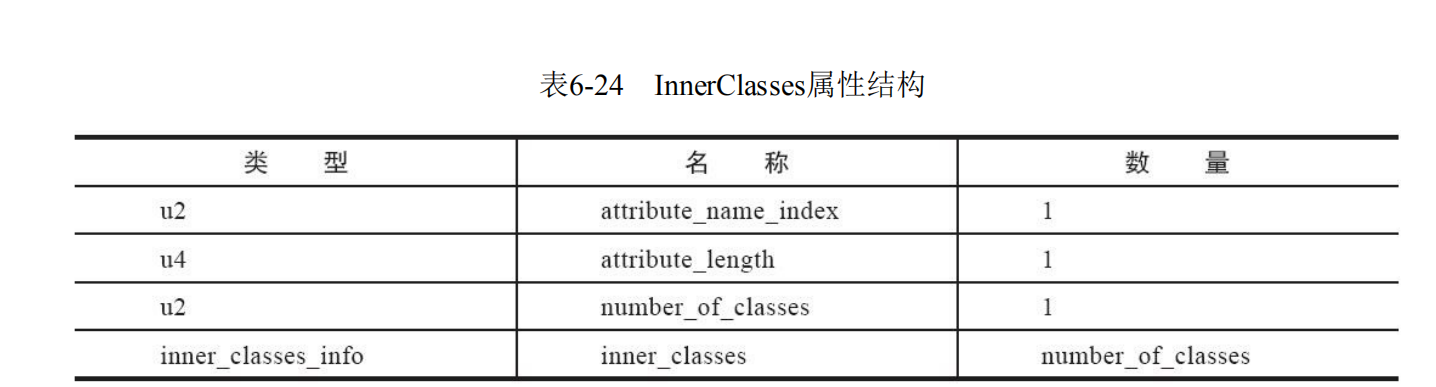 表6-24 InnerClasses属性结构
类 型 名 称 数 量
u2 attribute_name_index 1
u4 attribute_length 1
u2 number_of_classes 1
inner_classes_info inner_classes number_of_classes